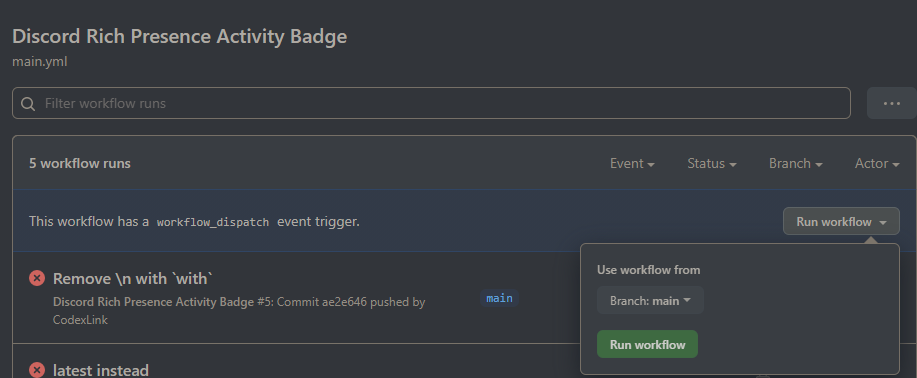 Discord Rich Presence Activity Badge
main.yml
Filter workflow runs
...
5 workflow runs Event Status Branch Actor
This workflow has a workflow_dispatch event trigger. Run workflow
Use workflow from
Branch: main
Run workflow
Remove \n with `with`
Discord Rich Presence Activity Badge #5: Commit ae2e646 pushed by
CodexLink
main
latest instead